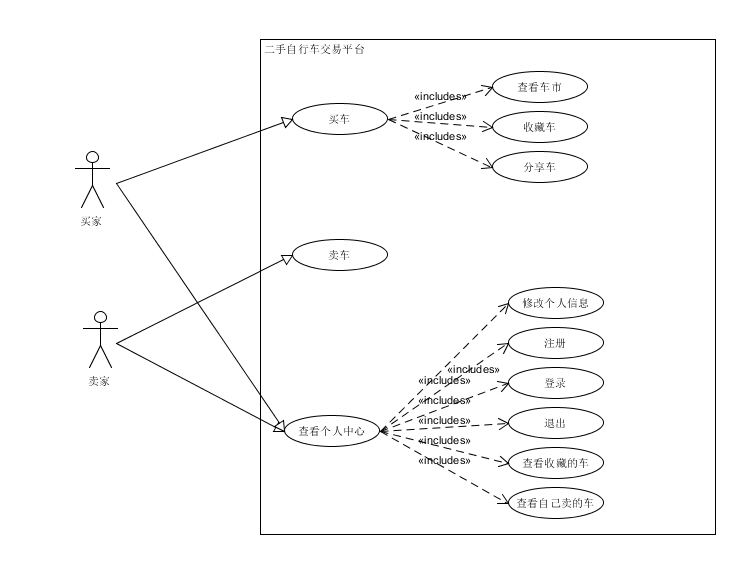 二手自行车交易平台
买车
«includes»
查看车市
«includes»
收藏车
«includes»
分享车
买家
卖车
卖家
修改个人信息
注册
«includes»
«includes»
登录
«includes»
«includes»
退出
查看个人中心
«includes»
«includes»
查看收藏的车
查看自己卖的车